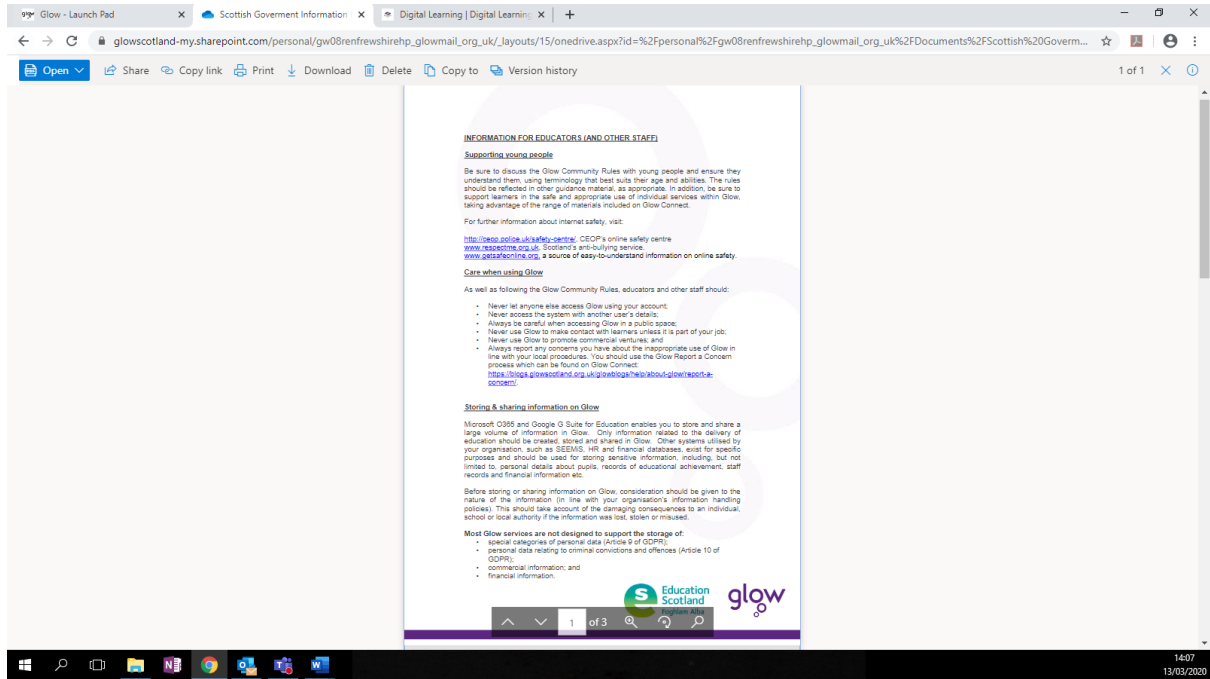 Glow - Launch Pad
Scottish Goverment Information
Digital Learning | Digital Learning
glowscotland-my.sharepoint.com/personal/gw08renfrewshirehp_glowmail_org_uk/_layouts/15/onedrive.aspx?id=%2Fpersonal%2Fgw08renfrewshirehp_glowmail_org_uk%2FDocuments%2FScottish%20Goverm...
Open Share Copy link Print Download Delete Copy to Version history 1 of 1
INFORMATION FOR EDUCATORS (AND OTHER STAFF)
Supporting young people
Be sure to discuss the Glow Community Rules with young people and ensure they
understand them, using terminology that best suits their age and abilities. The rules
should be reflected in other guidance material, as appropriate. In addition, be sure to
support learners in the safe and appropriate use of individual services within Glow,
taking advantage of the range of materials included on Glow Connect.
For further information about internet safety, visit:
http://ceop.police.uk/safety-centre/, CEOP's online safety centre
www.respectme.org.uk, Scotland's anti-bullying service.
www.getsafeonline.org, a source of easy-to-understand information on online safety.
Care when using Glow
As well as following the Glow Community Rules, educators and other staff should:
• Never let anyone else access Glow using your account;
• Never access the system with another user's details;
• Always be careful when accessing Glow in a public space;
• Never use Glow to make contact with learners unless it is part of your job;
• Never use Glow to promote commercial ventures; and
• Always report any concerns you have about the inappropriate use of Glow in
line with your local procedures. You should use the Glow Report a Concern
process which can be found on Glow Connect:
https://blogs.glowscotland.org.uk/glowblogs/help/about-glow/report-a-
concern/.
Storing & sharing information on Glow
Microsoft O365 and Google G Suite for Education enables you to store and share a
large volume of information in Glow. Only information related to the delivery of
education should be created, stored and shared in Glow. Other systems utilised by
your organisation, such as SEEMiS, HR and financial databases, exist for specific
purposes and should be used for storing sensitive information, including, but not
limited to, personal details about pupils, records of educational achievement, staff
records and financial information etc.
Before storing or sharing information on Glow, consideration should be given to the
nature of the information (in line with your organisation's information handling
policies). This should take account of the damaging consequences to an individual,
school or local authority if the information was lost, stolen or misused.
Most Glow services are not designed to support the storage of:
• special categories of personal data (Article 9 of GDPR);
• personal data relating to criminal convictions and offences (Article 10 of
GDPR);
• commercial information; and
• financial information.
Education
Scotland
Foghlam Alba
glow
1 of 3
14:07
13/03/2020